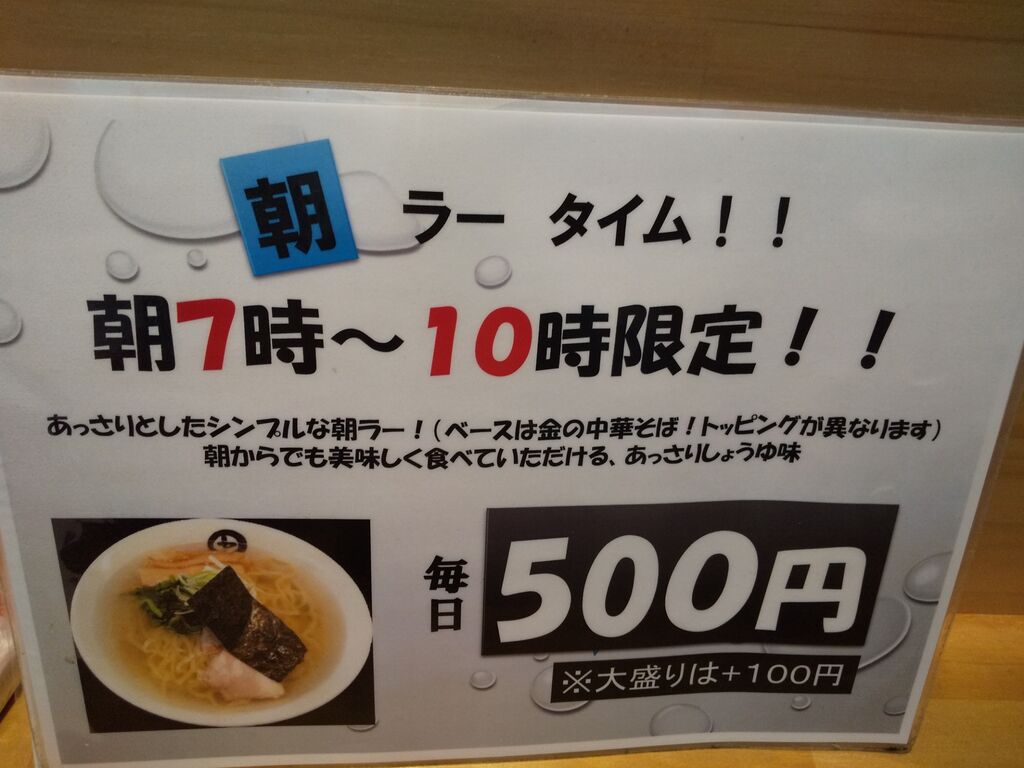 朝ラー タイム！！
朝7時～10時限定！！
あっさりとしたシンプルな朝ラー！(ベースは金の中華そば！トッピングが異なります)
朝からでも美味しく食べていただける、あっさりしょうゆ味
毎日
500円
※大盛りは+100円